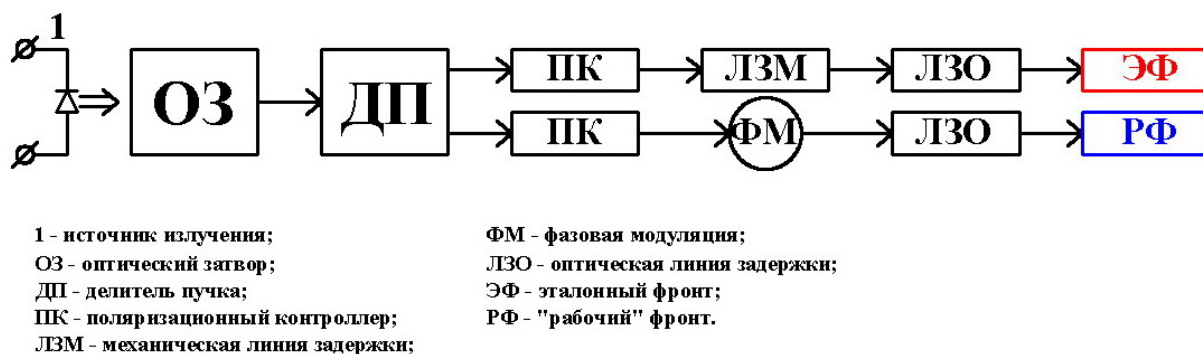 1
ОЗ
ДП
ПК
ЛЗМ
ЛЗО
ЭФ
ПК
ФМ
ЛЗО
РФ
1 - источник излучения;
ОЗ - оптический затвор;
ДП - делитель пучка;
ПК - поляризационный контроллер;
ЛЗМ - механическая линия задержки;
ФМ - фазовая модуляция;
ЛЗО - оптическая линия задержки;
ЭФ - эталонный фронт;
РФ - "рабочий" фронт.